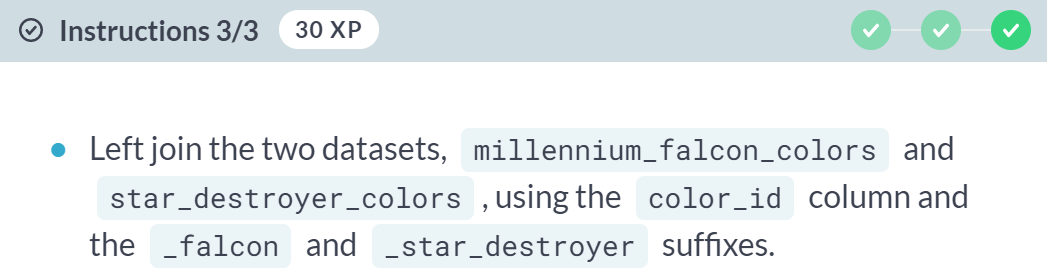 Instructions 3/3 30 XP
Left join the two datasets, millennium_falcon_colors and
star_destroyer_colors , using the color_id column and
the _falcon and _star_destroyer suffixes.